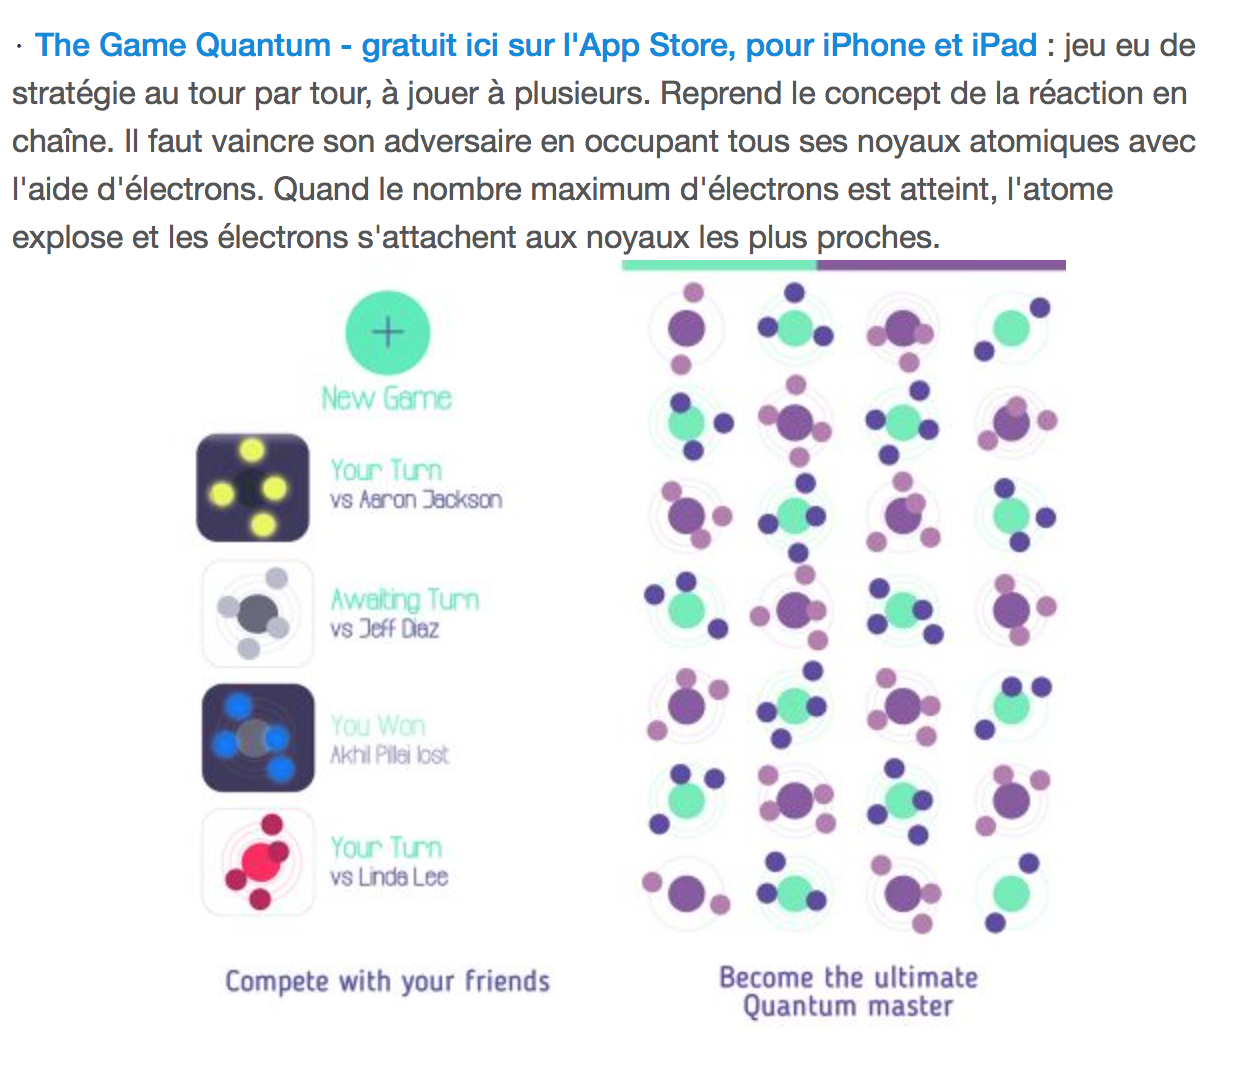 · The Game Quantum - gratuit ici sur l'App Store, pour iPhone et iPad : jeu eu de
stratégie au tour par tour, à jouer à plusieurs. Reprend le concept de la réaction en
chaîne. Il faut vaincre son adversaire en occupant tous ses noyaux atomiques avec
l'aide d'électrons. Quand le nombre maximum d'électrons est atteint, l'atome
explose et les électrons s'attachent aux noyaux les plus proches.
+
New Game
Your Turn
vs Aaron Jackson
Awaiting Turn
vs Jeff Diaz
You Won
Akhil Pillai lost
Your Turn
vs Linda Lee
Compete with your friends
Become the ultimate
Quantum master